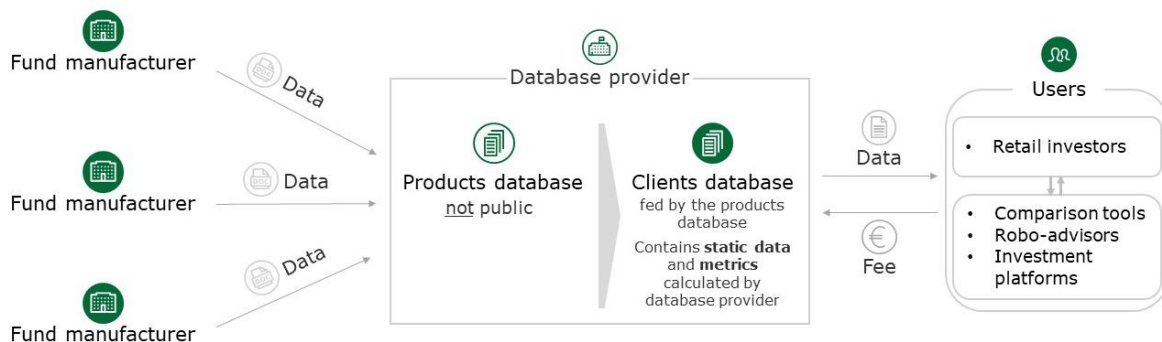 Fund manufacturer
Data
Fund manufacturer
Data
Fund manufacturer
Data
Database provider
Products database
not public
Clients database
fed by the products
database
Contains static data
and metrics
calculated by
database provider
Data
€
Fee
Users
• Retail investors
• Comparison tools
• Robo-advisors
• Investment
platforms